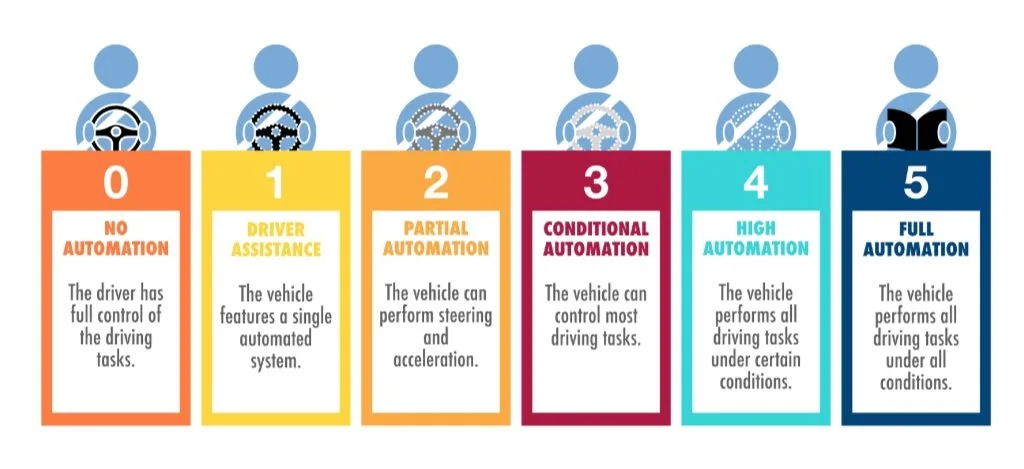 0
NO
AUTOMATION
The driver has
full control of
the driving
tasks.
1
DRIVER
ASSISTANCE
The vehicle
features a single
automated
system.
2
PARTIAL
AUTOMATION
The vehicle can
perform steering
and
acceleration.
3
CONDITIONAL
AUTOMATION
The vehicle can
control most
driving tasks.
4
HIGH
AUTOMATION
The vehicle
performs all
driving tasks
under certain
conditions.
5
FULL
AUTOMATION
The vehicle
performs all
driving tasks
under all
conditions.